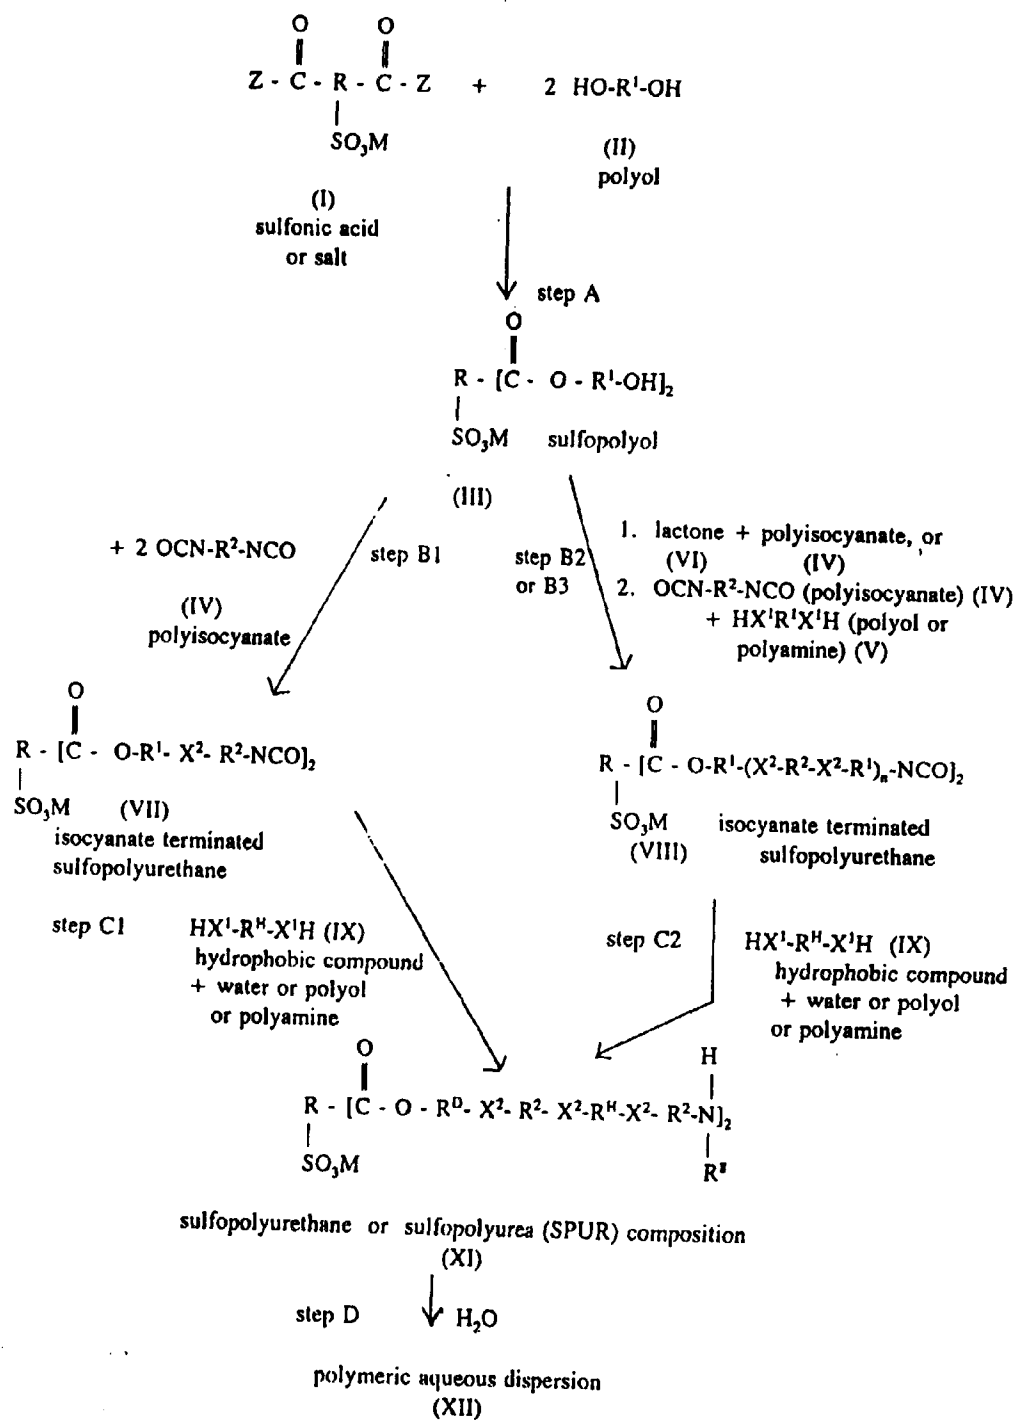 O O
Z - C - R - C - Z + 2 HO-R¹-OH
SO₃M
(II)
polyol
(I)
sulfonic acid
or salt
step A
O
R - [C - O - R¹-OH]₂
SO₃M sulfopolyol
(III)
+ 2 OCN-R²-NCO
(IV)
polyisocyanate
step B1
step B2
or B3
1. lactone + polyisocyanate, or
(VI) (IV)
2. OCN-R²-NCO (polyisocyanate) (IV)
+ HX¹R¹X¹H (polyol or
polyamine) (V)
O
R - [C - O-R¹- X²- R²-NCO]₂
SO₃M (VII)
isocyanate terminated
sulfopolyurethane
O
R - [C - O-R¹-(X²-R²-X²-R¹)ₙ-NCO]₂
SO₃M isocyanate terminated
(VIII) sulfopolyurethane
step C1 HX¹-Rᴴ-X¹H (IX)
hydrophobic compound
+ water or polyol
or polyamine
step C2 HX¹-Rᴴ-X¹H (IX)
hydrophobic compound
+ water or polyol
or polyamine
O H
R - [C - O - Rᴰ- X²- R²- X²-Rᴴ-X²- R²-N]₂
SO₃M
sulfopolyurethane or sulfopolyurea (SPUR) composition
(XI)
step D H₂O
polymeric aqueous dispersion
(XII)